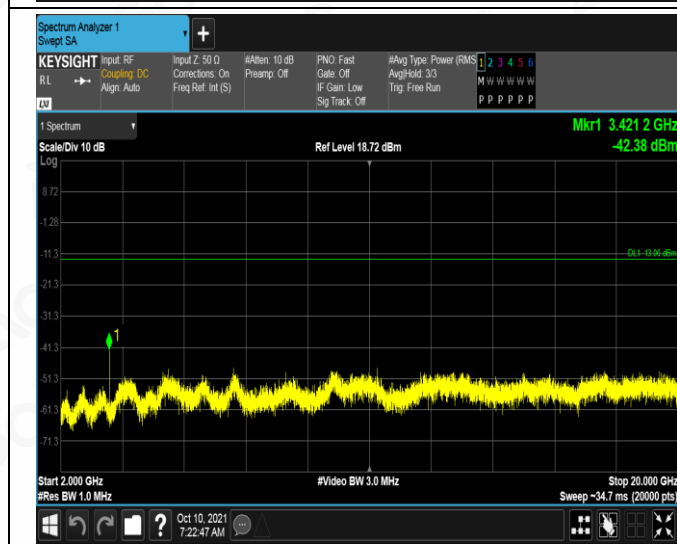 Spectrum Analyzer 1
Swept SA
+
KEYSIGHT
RL
LXI
Input: RF
Coupling: DC
Align: Auto
Input Z: 50 Ω
Corrections: On
Freq Ref: Int (S)
#Atten: 10 dB
Preamp: Off
PNO: Fast
Gate: Off
IF Gain: Low
Sig Track: Off
#Avg Type: Power (RMS
Avg|Hold: 3/3
Trig: Free Run
1 2 3 4 5 6
M W W W W W
P P P P P P
1 Spectrum
Mkr1 3.421 2 GHz
Scale/Div 10 dB
Ref Level 18.72 dBm
-42.38 dBm
Log
8.72
-1.28
-11.3
DL1 -13.00 dBm
-21.3
-31.3
1
-41.3
-51.3
-61.3
-71.3
Start 2.000 GHz
#Video BW 3.0 MHz
Stop 20.000 GHz
#Res BW 1.0 MHz
Sweep ~34.7 ms (20000 pts)
?
Oct 10, 2021
7:22:47 AM